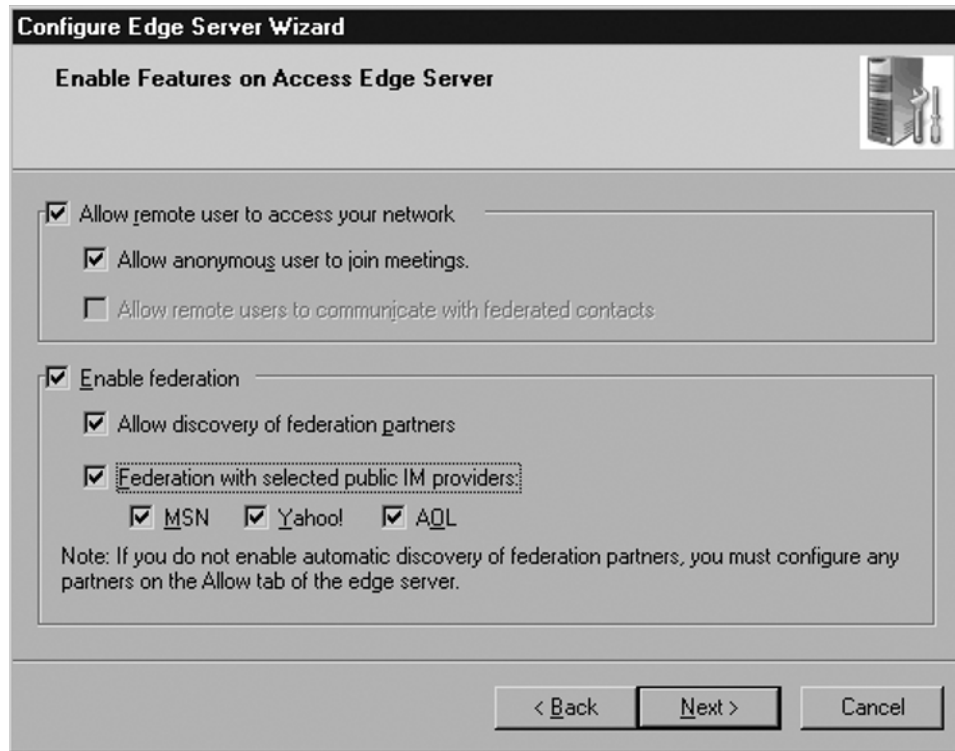 Configure Edge Server Wizard
Enable Features on Access Edge Server
Allow remote user to access your network
Allow anonymous user to join meetings.
Allow remote users to communicate with federated contacts
Enable federation
Allow discovery of federation partners
Federation with selected public IM providers:
MSN Yahoo! AOL
Note: If you do not enable automatic discovery of federation partners, you must configure any
partners on the Allow tab of the edge server.
< Back Next > Cancel